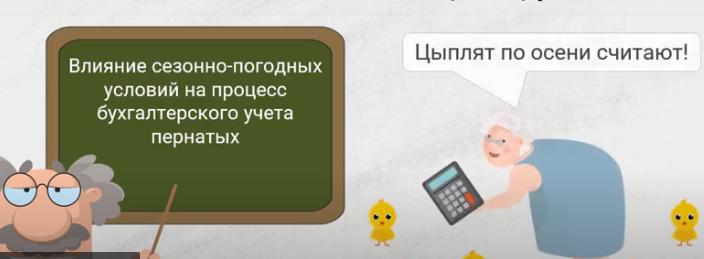 Влияние сезонно-погодных
условий на процесс
бухгалтерского учета
пернатых
Цыплят по осени считают!